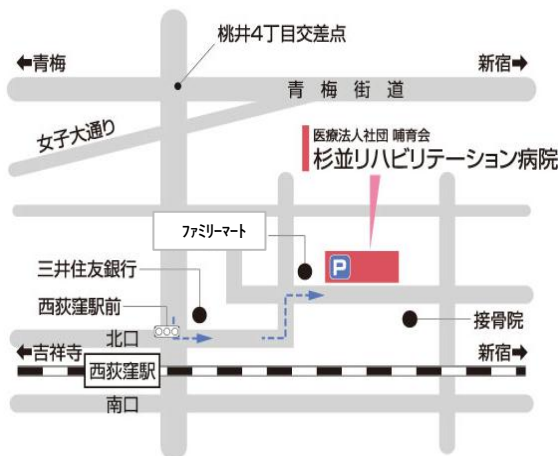 桃井4丁目交差点
←青梅
新宿→
青梅街道
女子大通り
医療法人社団 哺育会
杉並リハビリテーション病院
ファミリーマート
P
三井住友銀行
西荻窪駅前
接骨院
北口
←吉祥寺
新宿→
西荻窪駅
南口